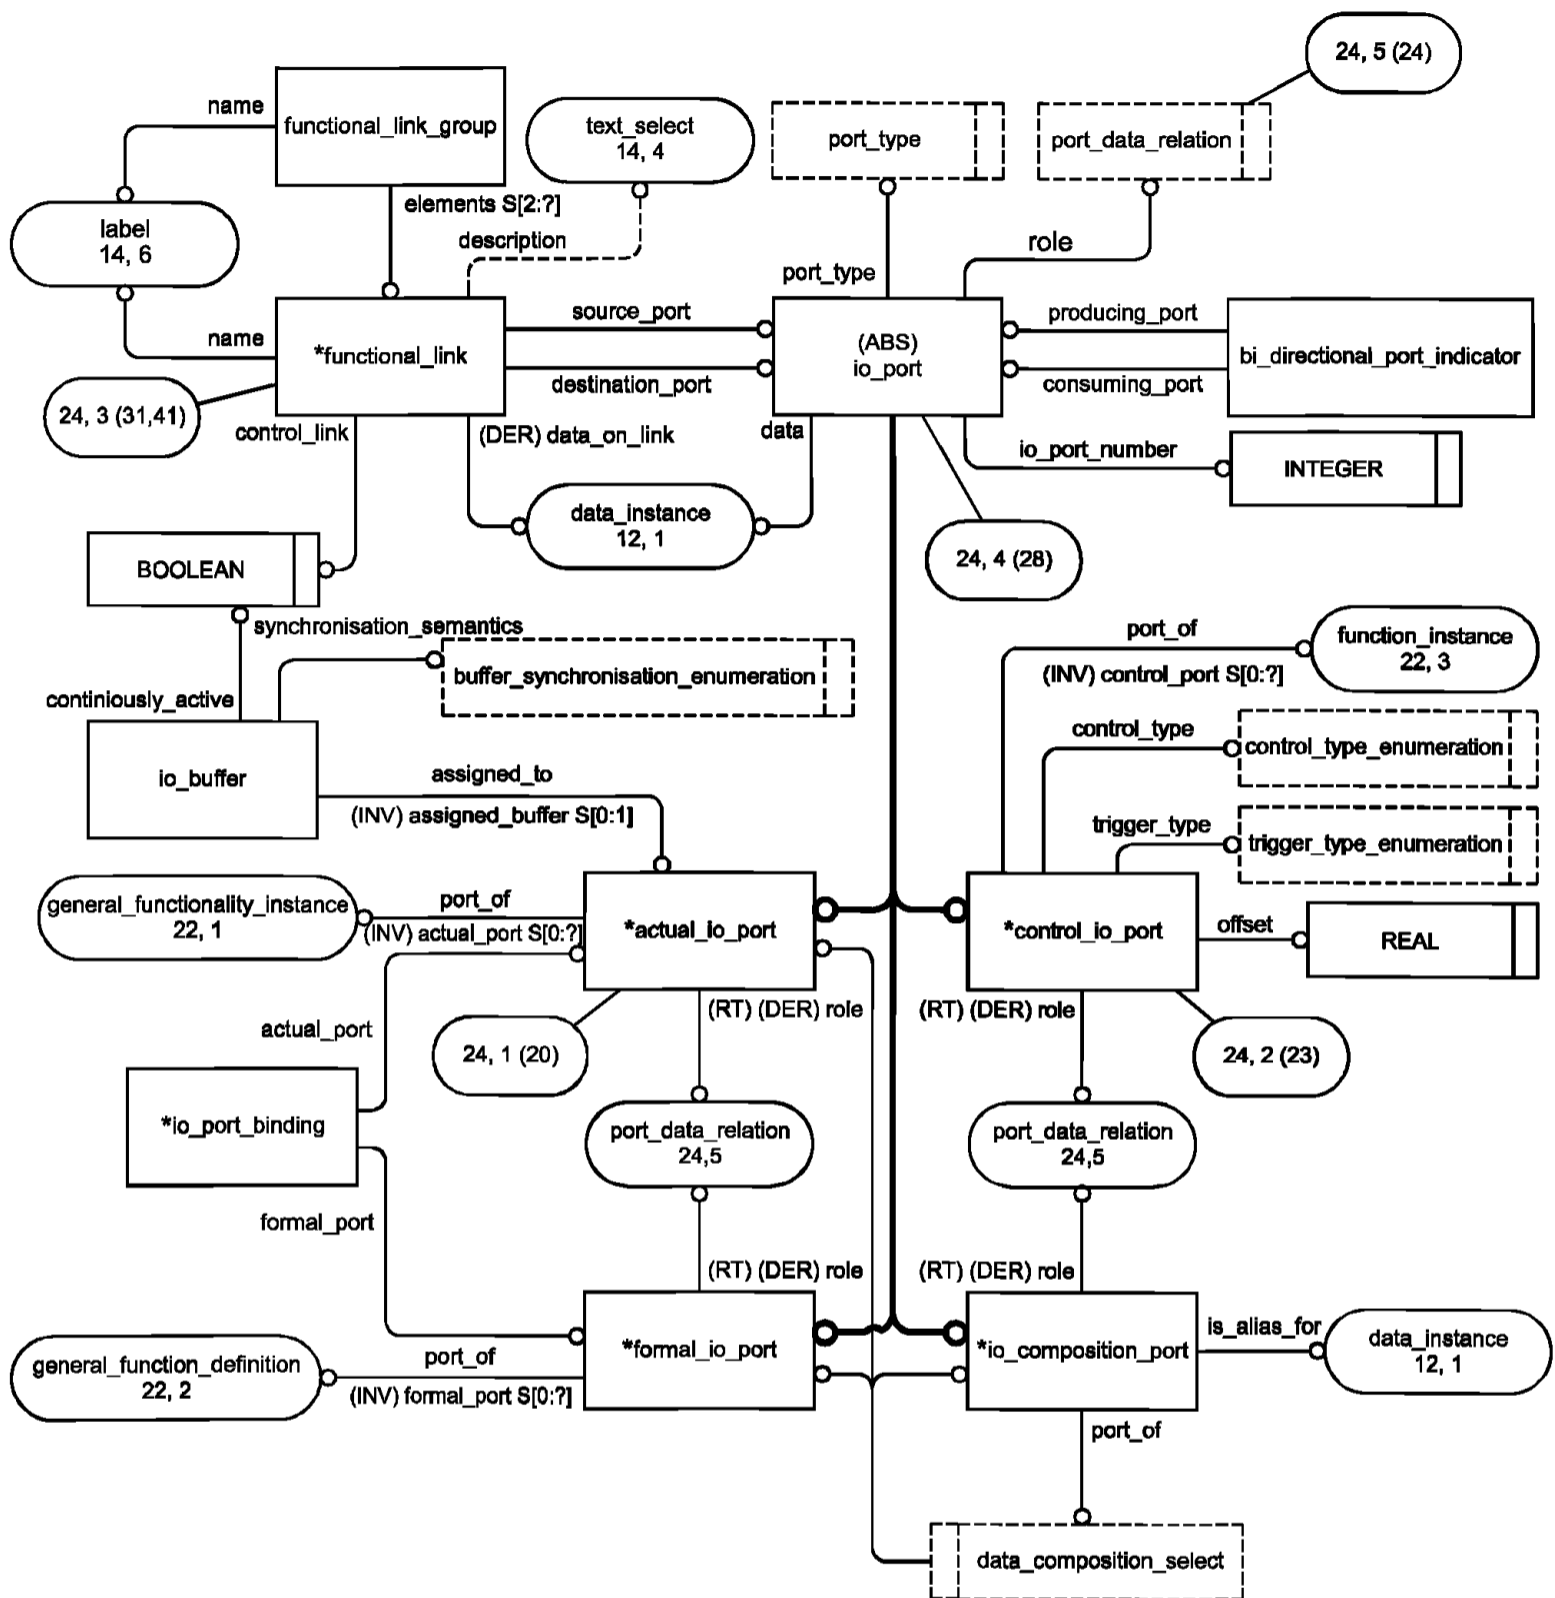 24, 5 (24)
name
functional_link_group
text_select
14, 4
port_type
port_data_relation
elements S[2:?]
label
14, 6
description
role
port_type
name
*functional_link
source_port
destination_port
(ABS)
io_port
producing_port
consuming_port
bi_directional_port_indicator
24, 3 (31,41)
control_link
(DER) data_on_link
data
io_port_number
INTEGER
data_instance
12, 1
24, 4 (28)
BOOLEAN
synchronisation_semantics
buffer_synchronisation_enumeration
continiously_active
port_of
(INV) control_port S[0:?]
function_instance
22, 3
control_type
control_type_enumeration
io_buffer
assigned_to
(INV) assigned_buffer S[0:1]
trigger_type
trigger_type_enumeration
general_functionality_instance
22, 1
port_of
(INV) actual_port S[0:?]
*actual_io_port
*control_io_port
offset
REAL
actual_port
24, 1 (20)
(RT) (DER) role
(RT) (DER) role
24, 2 (23)
*io_port_binding
port_data_relation
24,5
port_data_relation
24,5
formal_port
(RT) (DER) role
(RT) (DER) role
general_function_definition
22, 2
port_of
(INV) formal_port S[0:?]
*formal_io_port
*io_composition_port
is_alias_for
data_instance
12, 1
port_of
data_composition_select